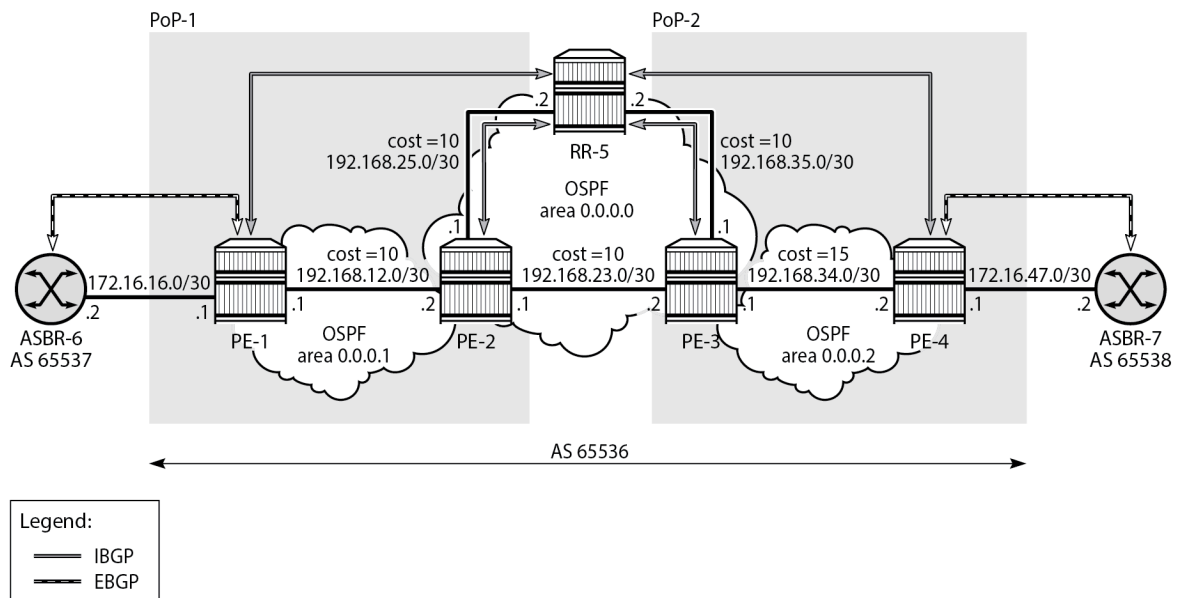 PoP-1
PoP-2
.2
.2
cost =10
192.168.25.0/30
RR-5
cost =10
192.168.35.0/30
OSPF
area 0.0.0.0
.1
.1
172.16.16.0/30
cost =10
192.168.12.0/30
cost =10
192.168.23.0/30
cost =15
192.168.34.0/30
172.16.47.0/30
.2
.1
.1
.2
.1
.2
.1
.2
.1
.2
ASBR-6
AS 65537
PE-1
OSPF
area 0.0.0.1
PE-2
PE-3
OSPF
area 0.0.0.2
PE-4
ASBR-7
AS 65538
AS 65536
Legend:
IBGP
EBGP